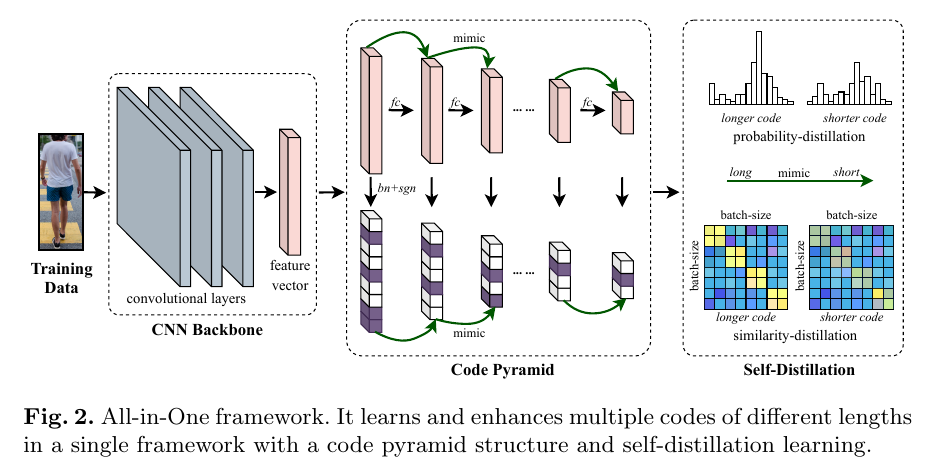 Training
Data
convolutional layers
feature
vector
CNN Backbone
mimic
fc
fc
... ...
fc
bn+sgn
... ...
mimic
Code Pyramid
longer code
shorter code
probability-distillation
long
mimic
short
batch-size
batch-size
batch-size
batch-size
longer code
shorter code
similarity-distillation
Self-Distillation
Fig. 2. All-in-One framework. It learns and enhances multiple codes of different lengths
in a single framework with a code pyramid structure and self-distillation learning.